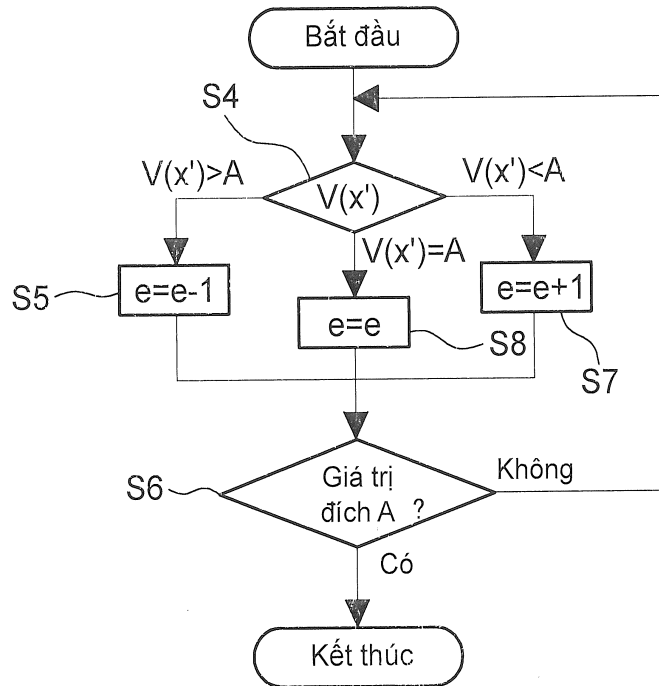 Bắt đầu
S4
V(x')>A
V(x')
V(x')<A
V(x')=A
S5
e=e-1
e=e
S8
e=e+1
S7
S6
Giá trị
đích A ?
Không
Có
Kết thúc